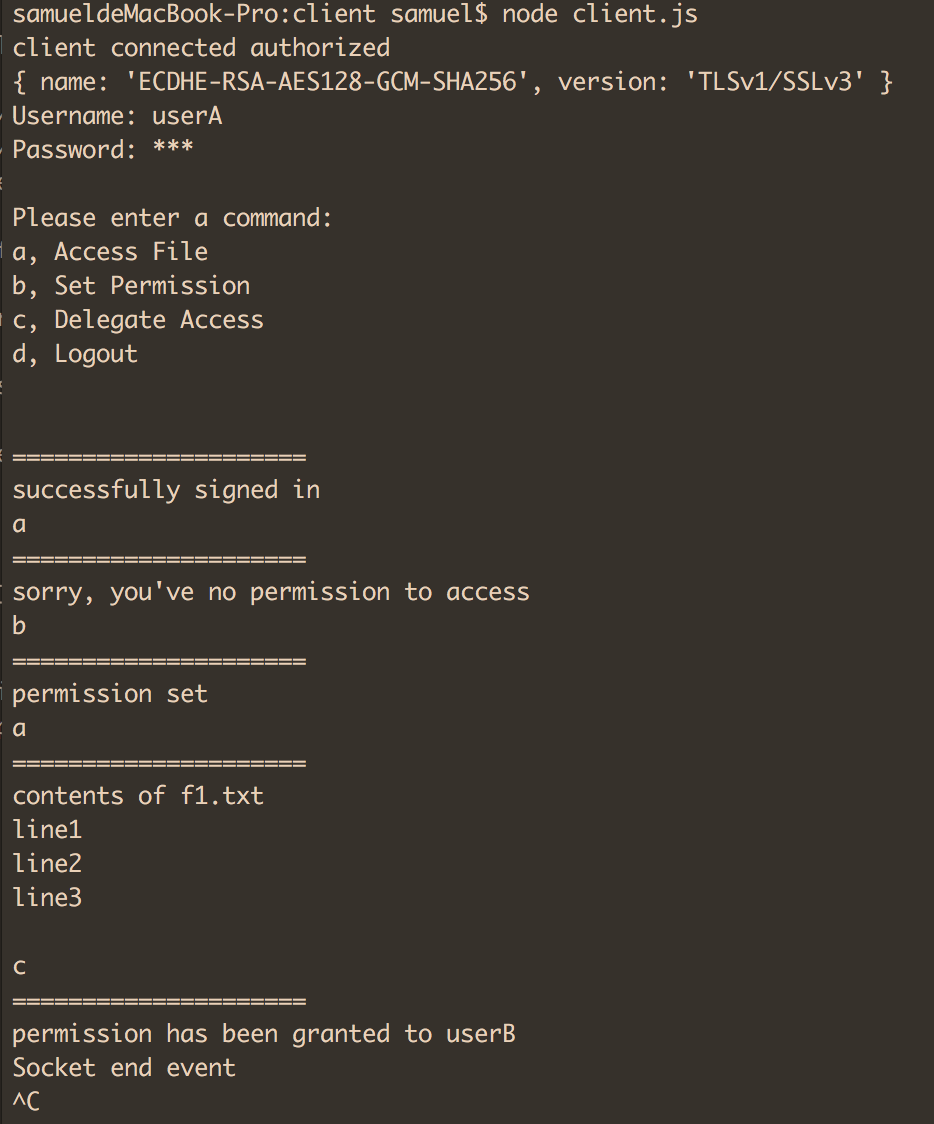 samueldeMacBook-Pro:client samuel$ node client.js
client connected authorized
{ name: 'ECDHE-RSA-AES128-GCM-SHA256', version: 'TLSv1/SSLv3' }
Username: userA
Password: ***
Please enter a command:
a, Access File
b, Set Permission
c, Delegate Access
d, Logout
=====================
successfully signed in
a
=====================
sorry, you've no permission to access
b
=====================
permission set
a
=====================
contents of f1.txt
line1
line2
line3
c
=====================
permission has been granted to userB
Socket end event
^C